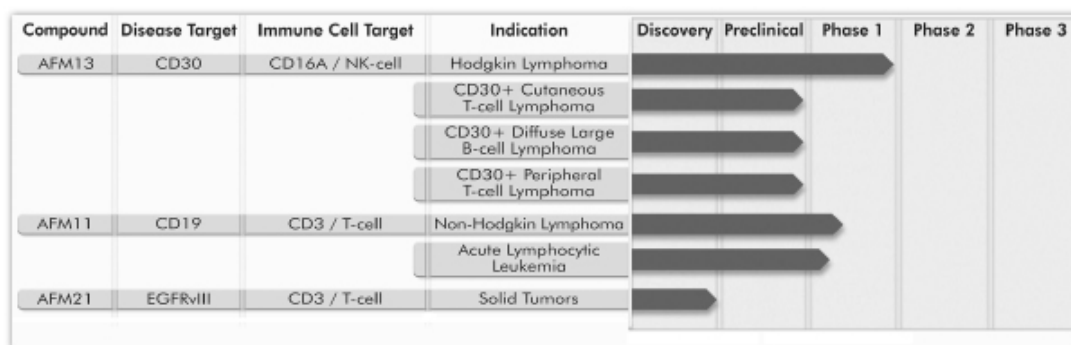 Compound Disease Target Immune Cell Target Indication Discovery Preclinical Phase 1 Phase 2 Phase 3
AFM13 CD30 CD16A / NK-cell Hodgkin Lymphoma
CD30+ Cutaneous
T-cell Lymphoma
CD30+ Diffuse Large
B-cell Lymphoma
CD30+ Peripheral
T-cell Lymphoma
AFM11 CD19 CD3 / T-cell Non-Hodgkin Lymphoma
Acute Lymphocytic
Leukemia
AFM21 EGFRvIII CD3 / T-cell Solid Tumors